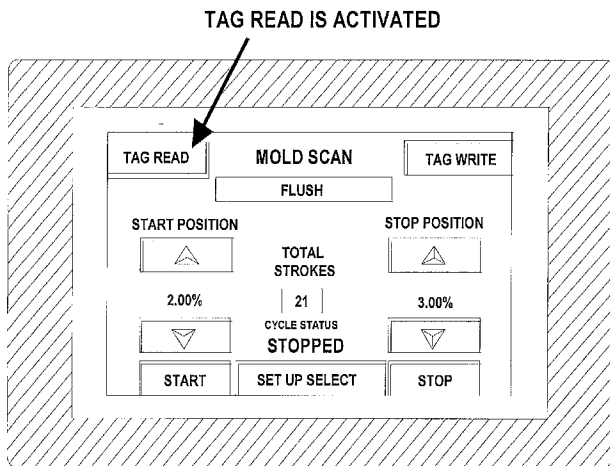 TAG READ IS ACTIVATED
TAG READ
MOLD SCAN
TAG WRITE
FLUSH
START POSITION
STOP POSITION
TOTAL
STROKES
2.00%
21
3.00%
CYCLE STATUS
STOPPED
START
SET UP SELECT
STOP